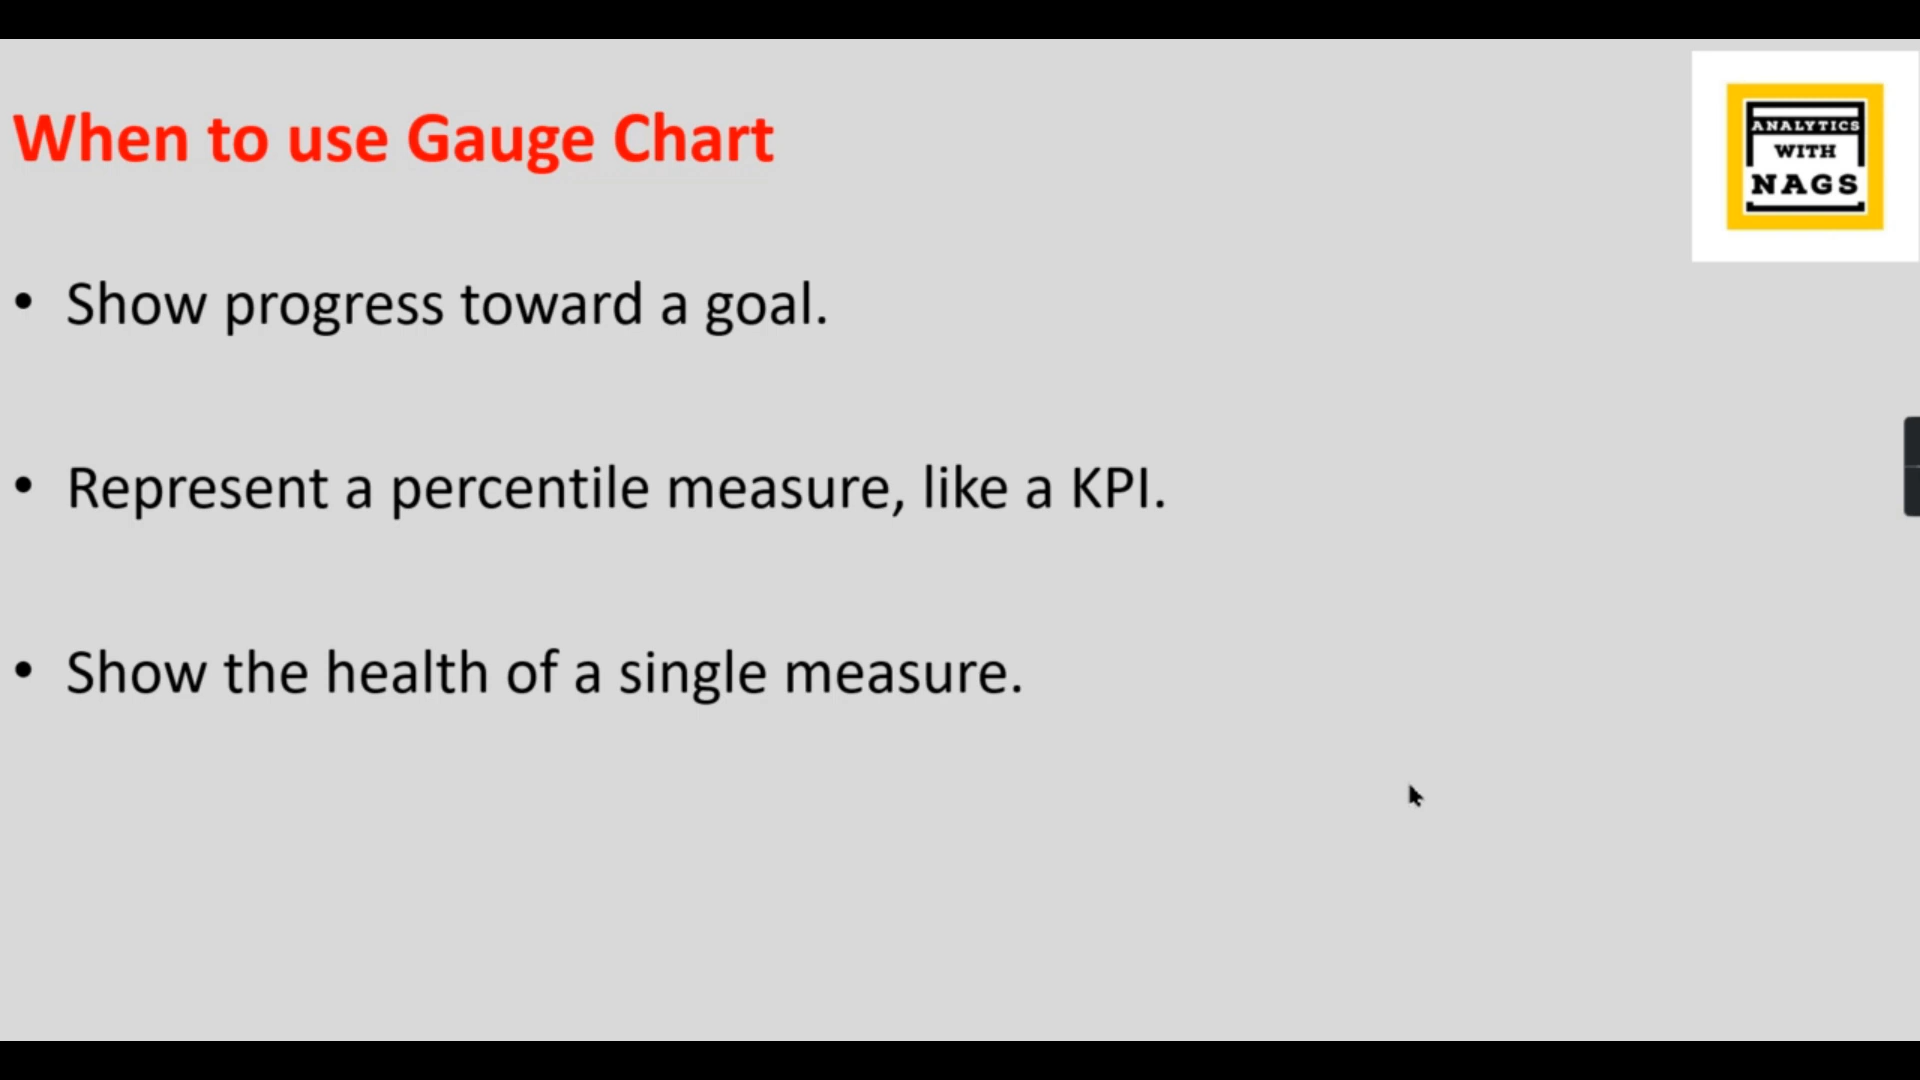 When to use Gauge Chart
ANALYTICS
WITH
NAGS
• Show progress toward a goal.
• Represent a percentile measure, like a KPI.
• Show the health of a single measure.